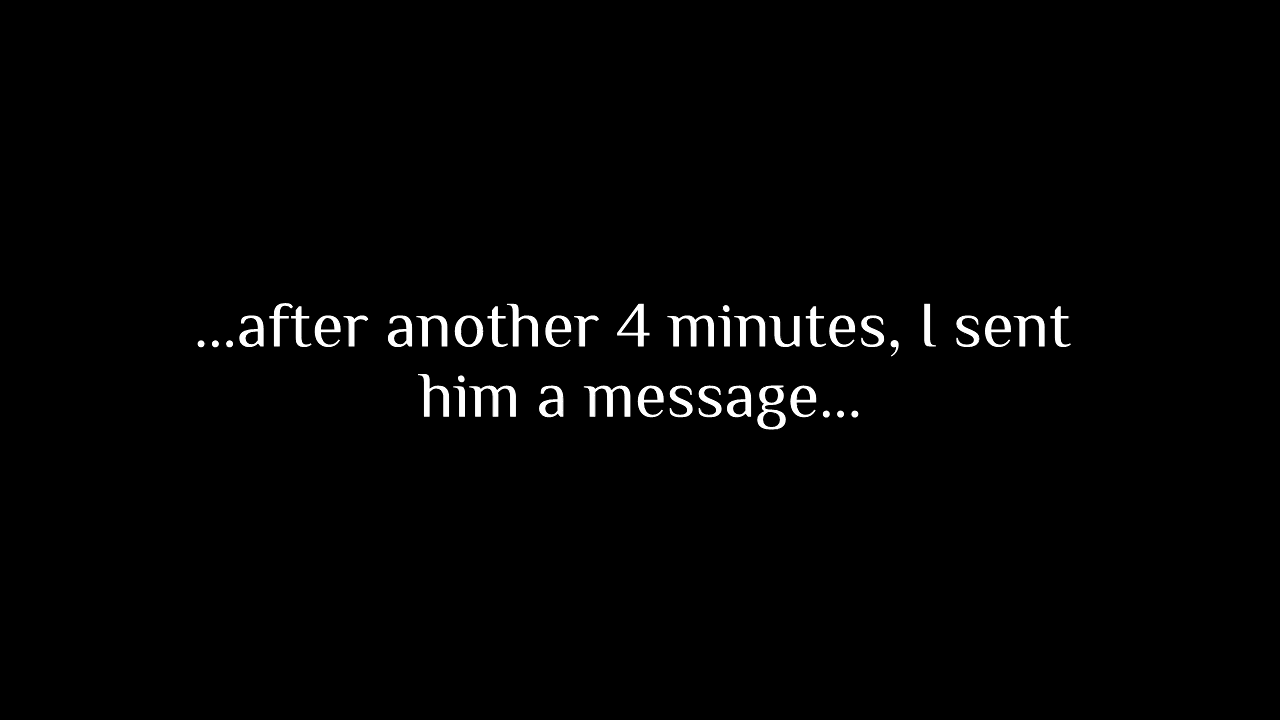 ...after another 4 minutes, I sent
him a message...